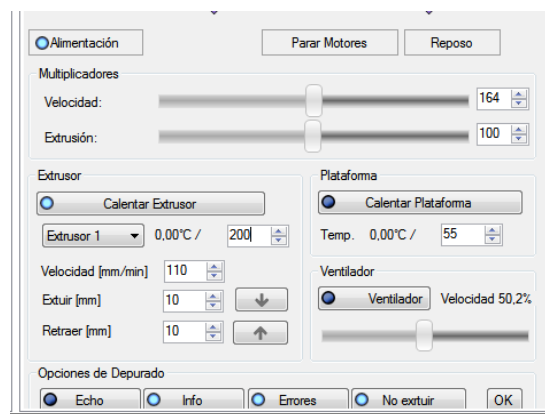 Alimentación Parar Motores Reposo
Multiplicadores
Velocidad: 164
Extrusión: 100
Extrusor
Calentar Extrusor
Extrusor 1 0,00°C / 200
Velocidad [mm/min] 110
Extuir [mm] 10
Retraer [mm] 10
Plataforma
Calentar Plataforma
Temp. 0,00°C / 55
Ventilador
Ventilador Velocidad 50,2%
Opciones de Depurado
Echo Info Errores No exrtuir OK